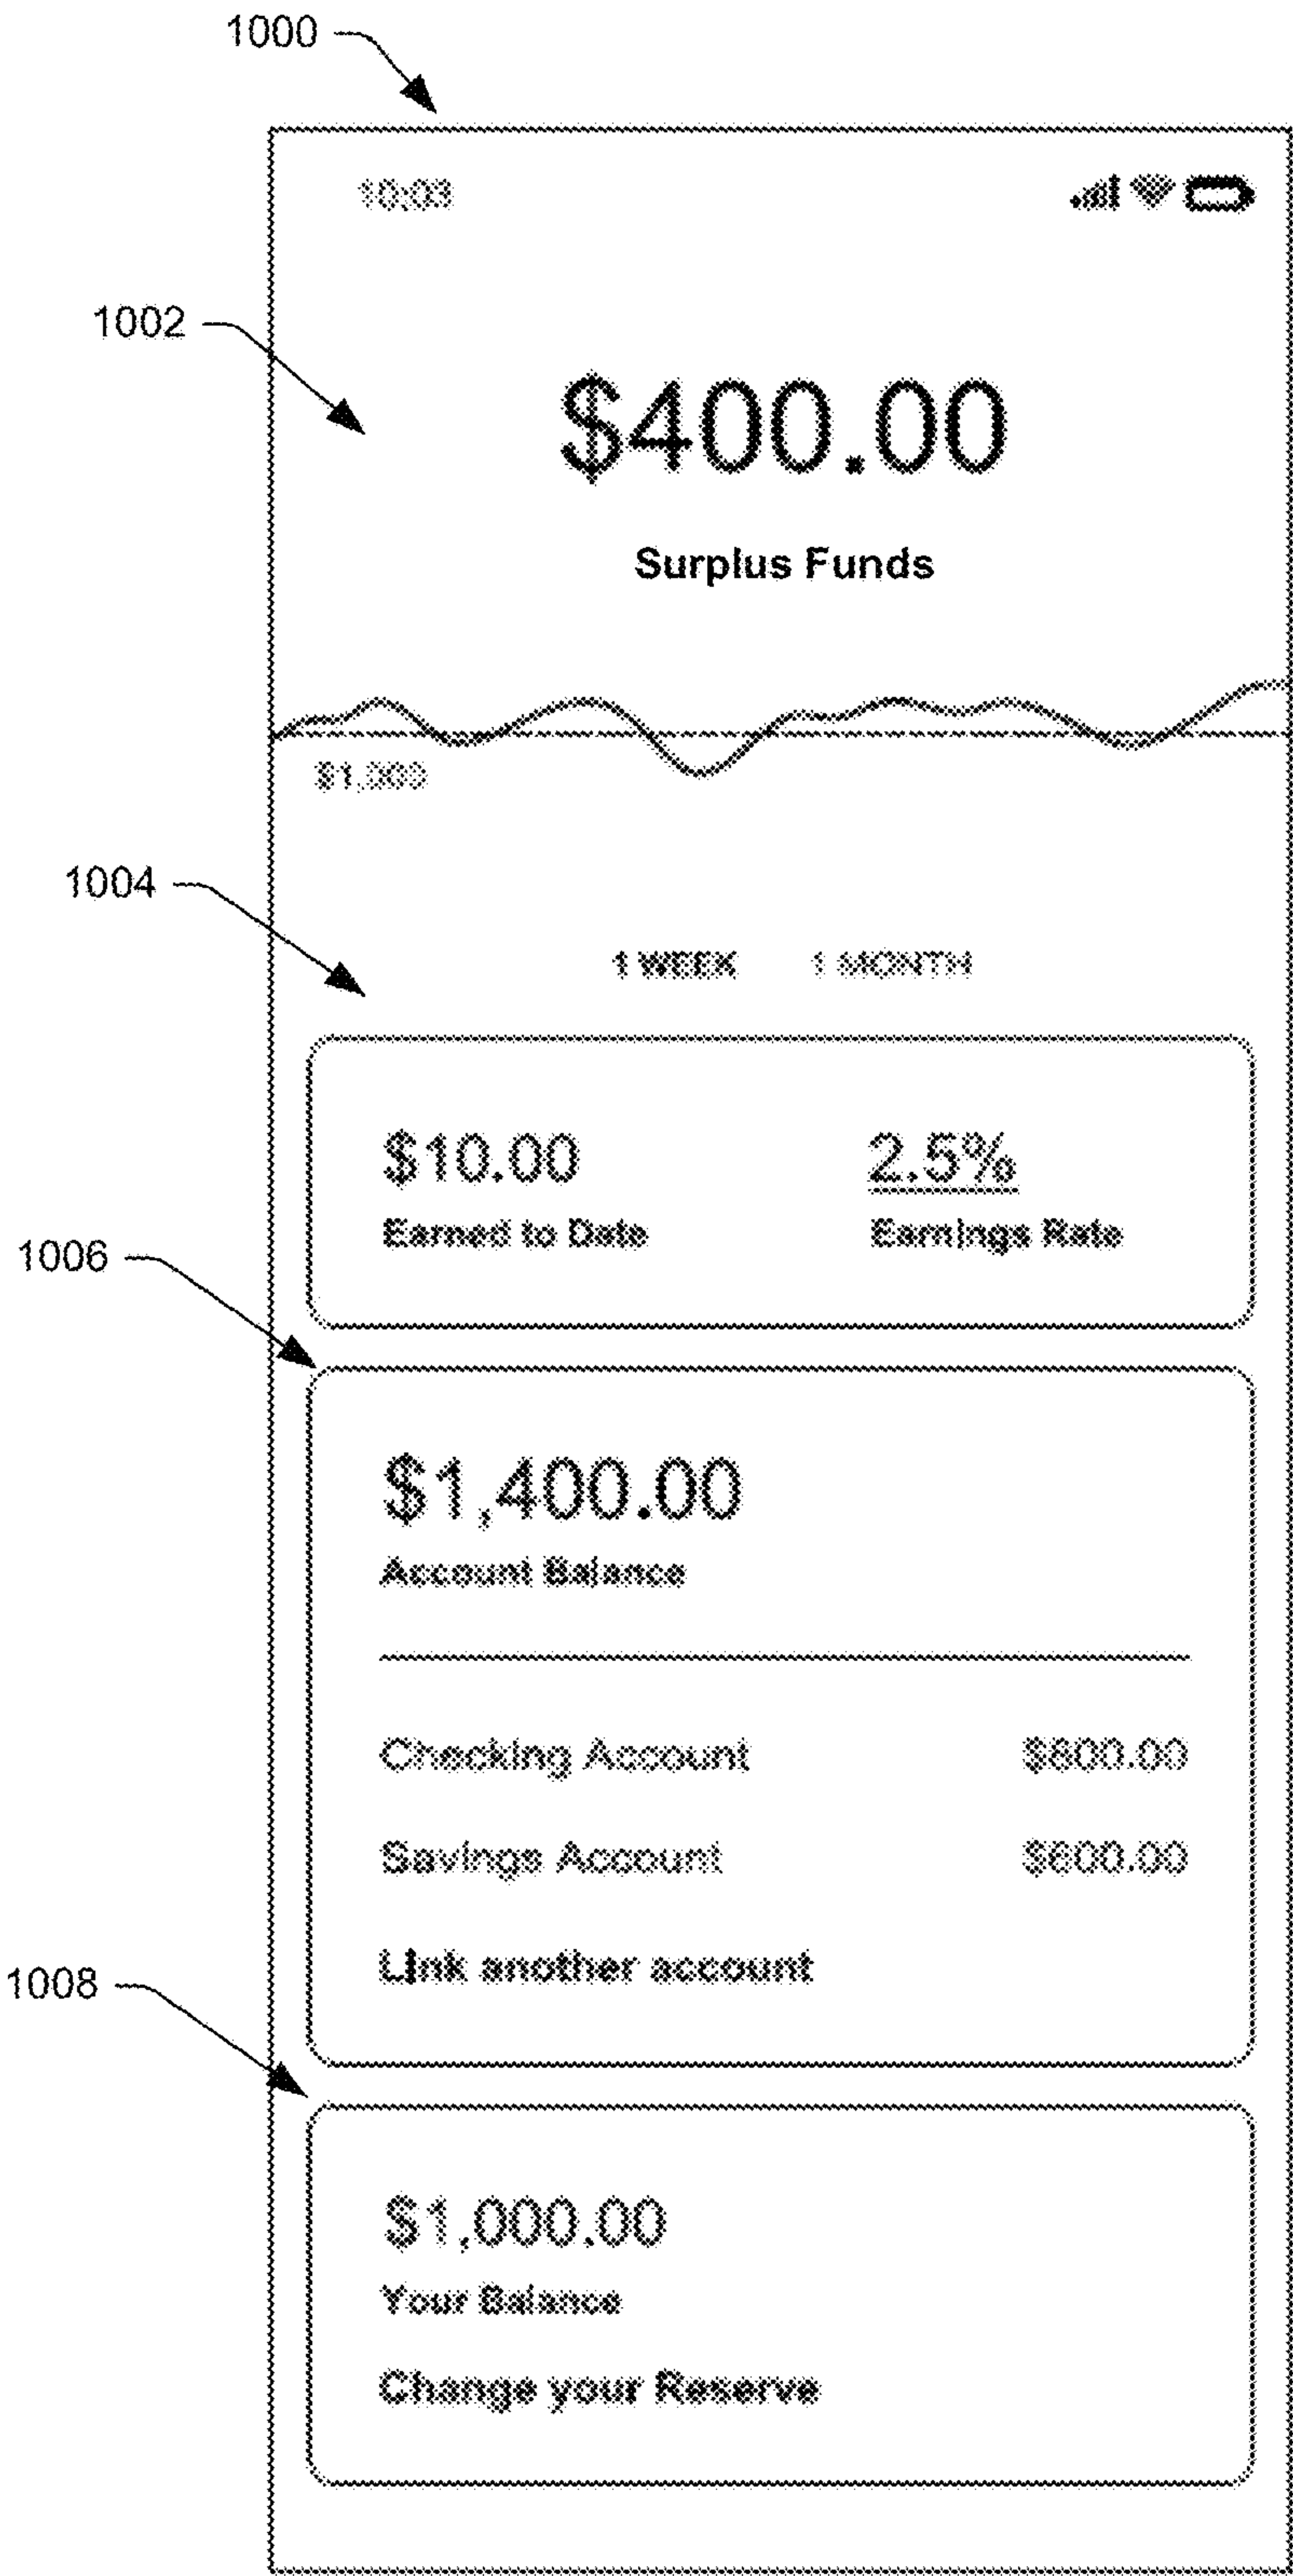 1000
10:03
1002
$400.00
Surplus Funds
$1,000
1004
1 WEEK 1 MONTH
$10.00 2.5%
Earned to Date Earnings Rate
1006
$1,400.00
Account Balance
Checking Account $800.00
Savings Account $600.00
Link another account
1008
$1,000.00
Your Balance
Change your Reserve